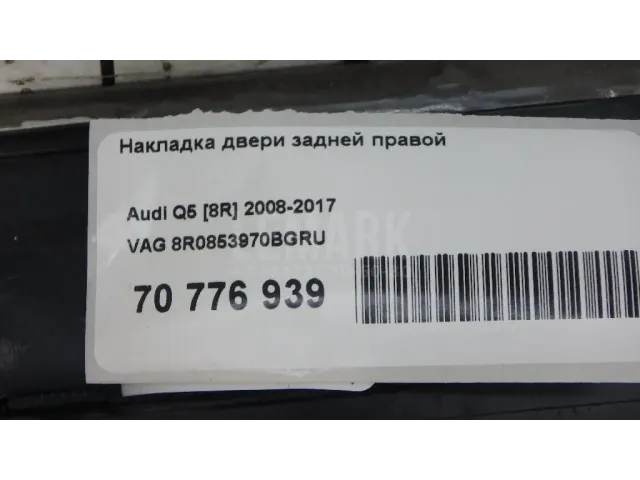 Накладка двери задней правой
Audi Q5 [8R] 2008-2017
VAG 8R0853970BGRU
70 776 939